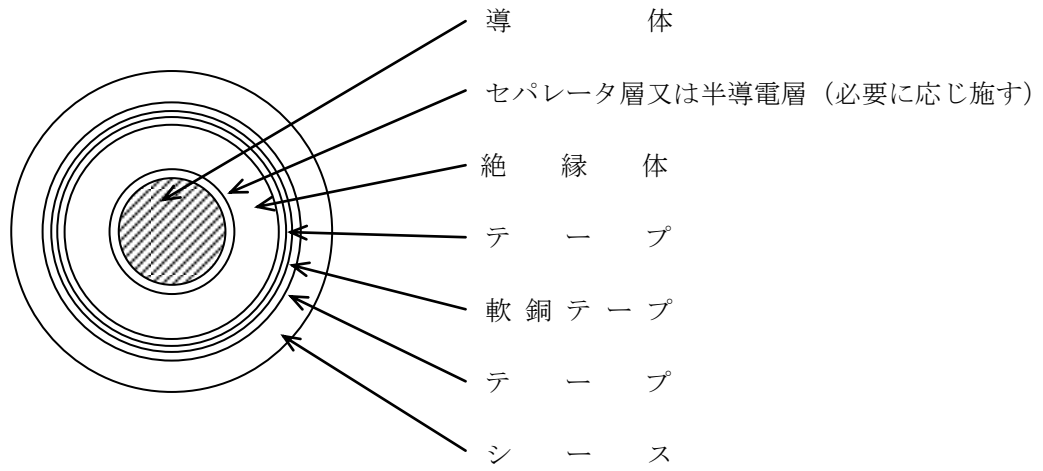 導体
セパレータ層又は半導電層（必要に応じ施す）
絶縁体
テープ
軟銅テープ
テープ
シース